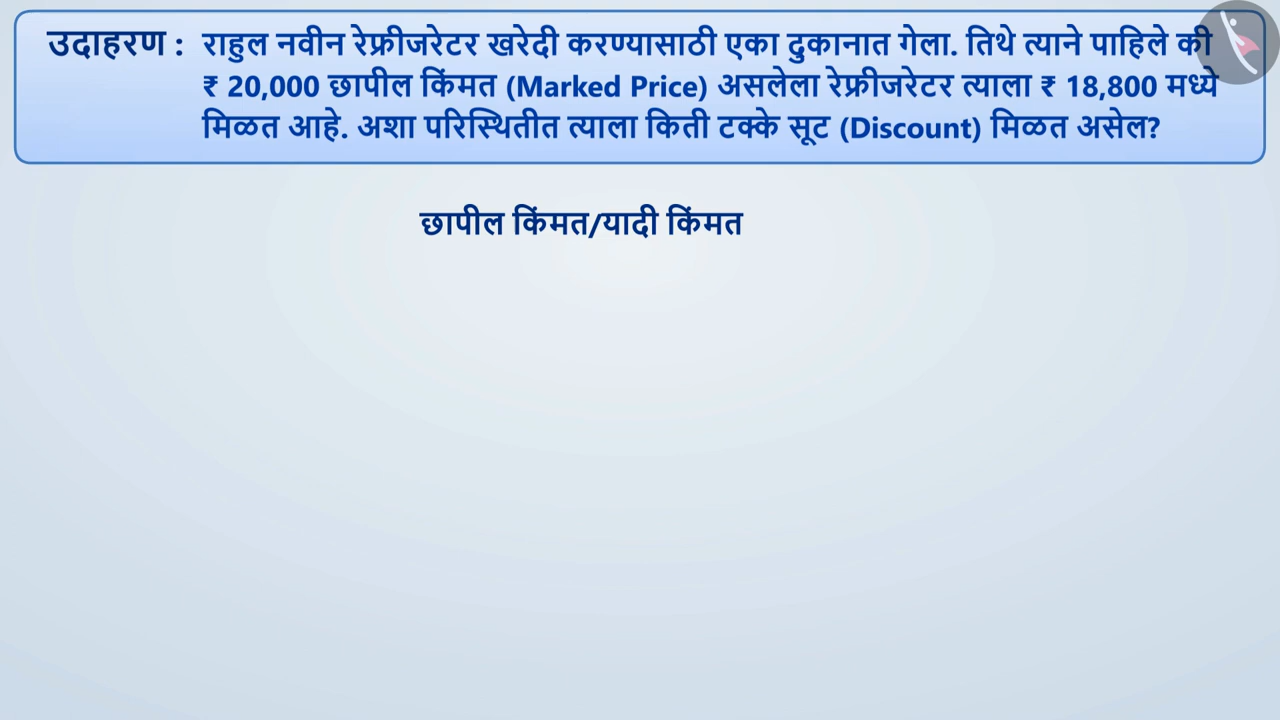 उदाहरण : राहुल नवीन रेफ्रीजरेटर खरेदी करण्यासाठी एका दुकानात गेला. तिथे त्याने पाहिले की
₹ 20,000 छापील किंमत (Marked Price) असलेला रेफ्रीजरेटर त्याला ₹ 18,800 मध्ये
मिळत आहे. अशा परिस्थितीत त्याला किती टक्के सूट (Discount) मिळत असेल?
छापील किंमत/यादी किंमत